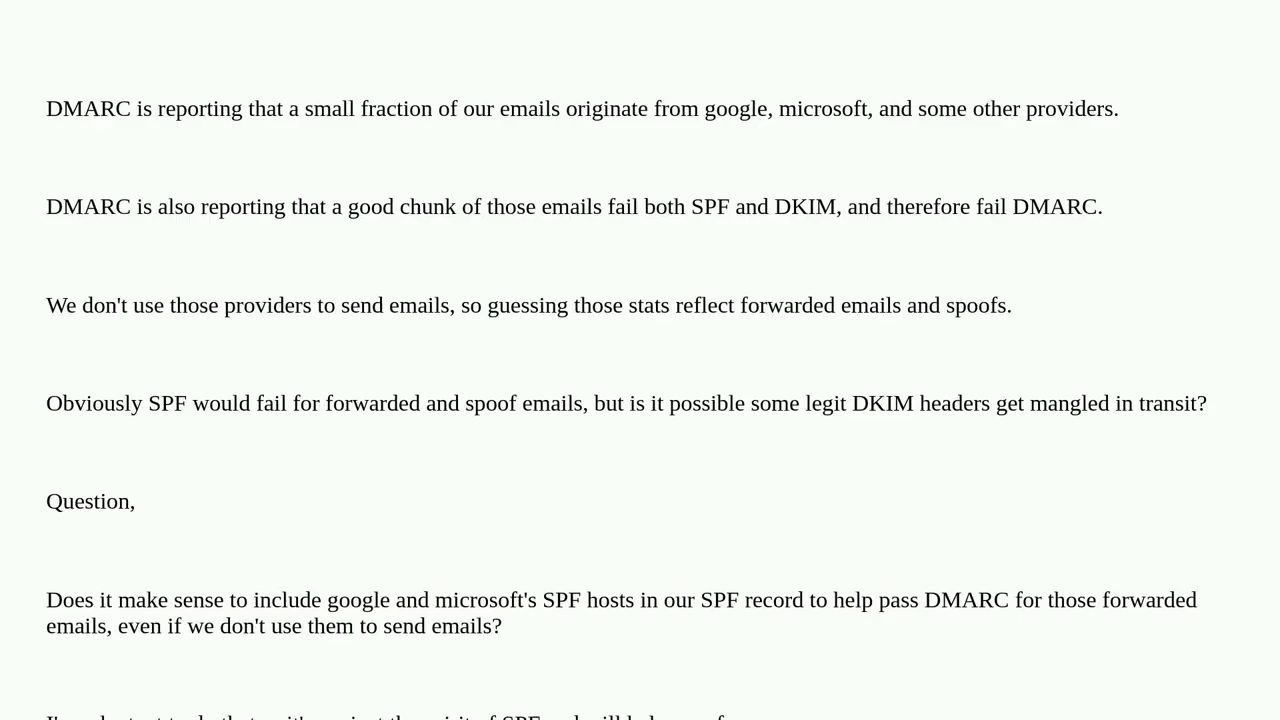 DMARC is reporting that a small fraction of our emails originate from google, microsoft, and some other providers.
DMARC is also reporting that a good chunk of those emails fail both SPF and DKIM, and therefore fail DMARC.
We don't use those providers to send emails, so guessing those stats reflect forwarded emails and spoofs.
Obviously SPF would fail for forwarded and spoof emails, but is it possible some legit DKIM headers get mangled in transit?
Question,
Does it make sense to include google and microsoft's SPF hosts in our SPF record to help pass DMARC for those forwarded
emails, even if we don't use them to send emails?